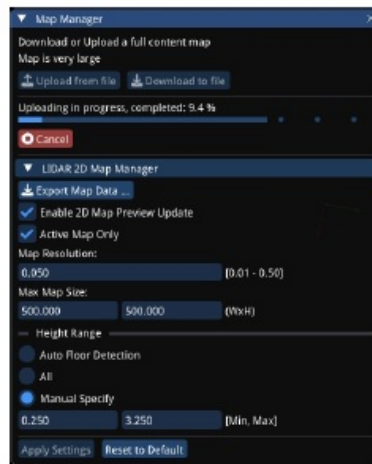 Map Manager
Download or Upload a full content map
Map is very large
Upload from file Download to file
Uploading in progress, completed: 9.4 %
Cancel
LIDAR 2D Map Manager
Export Map Data ...
Enable 2D Map Preview Update
Active Map Only
Map Resolution:
0.050 [0.01 - 0.50]
Max Map Size:
500.000 500.000 (WxH)
Height Range
Auto Floor Detection
All
Manual Specify
0.250 3.250 [Min, Max]
Apply Settings Reset to Default